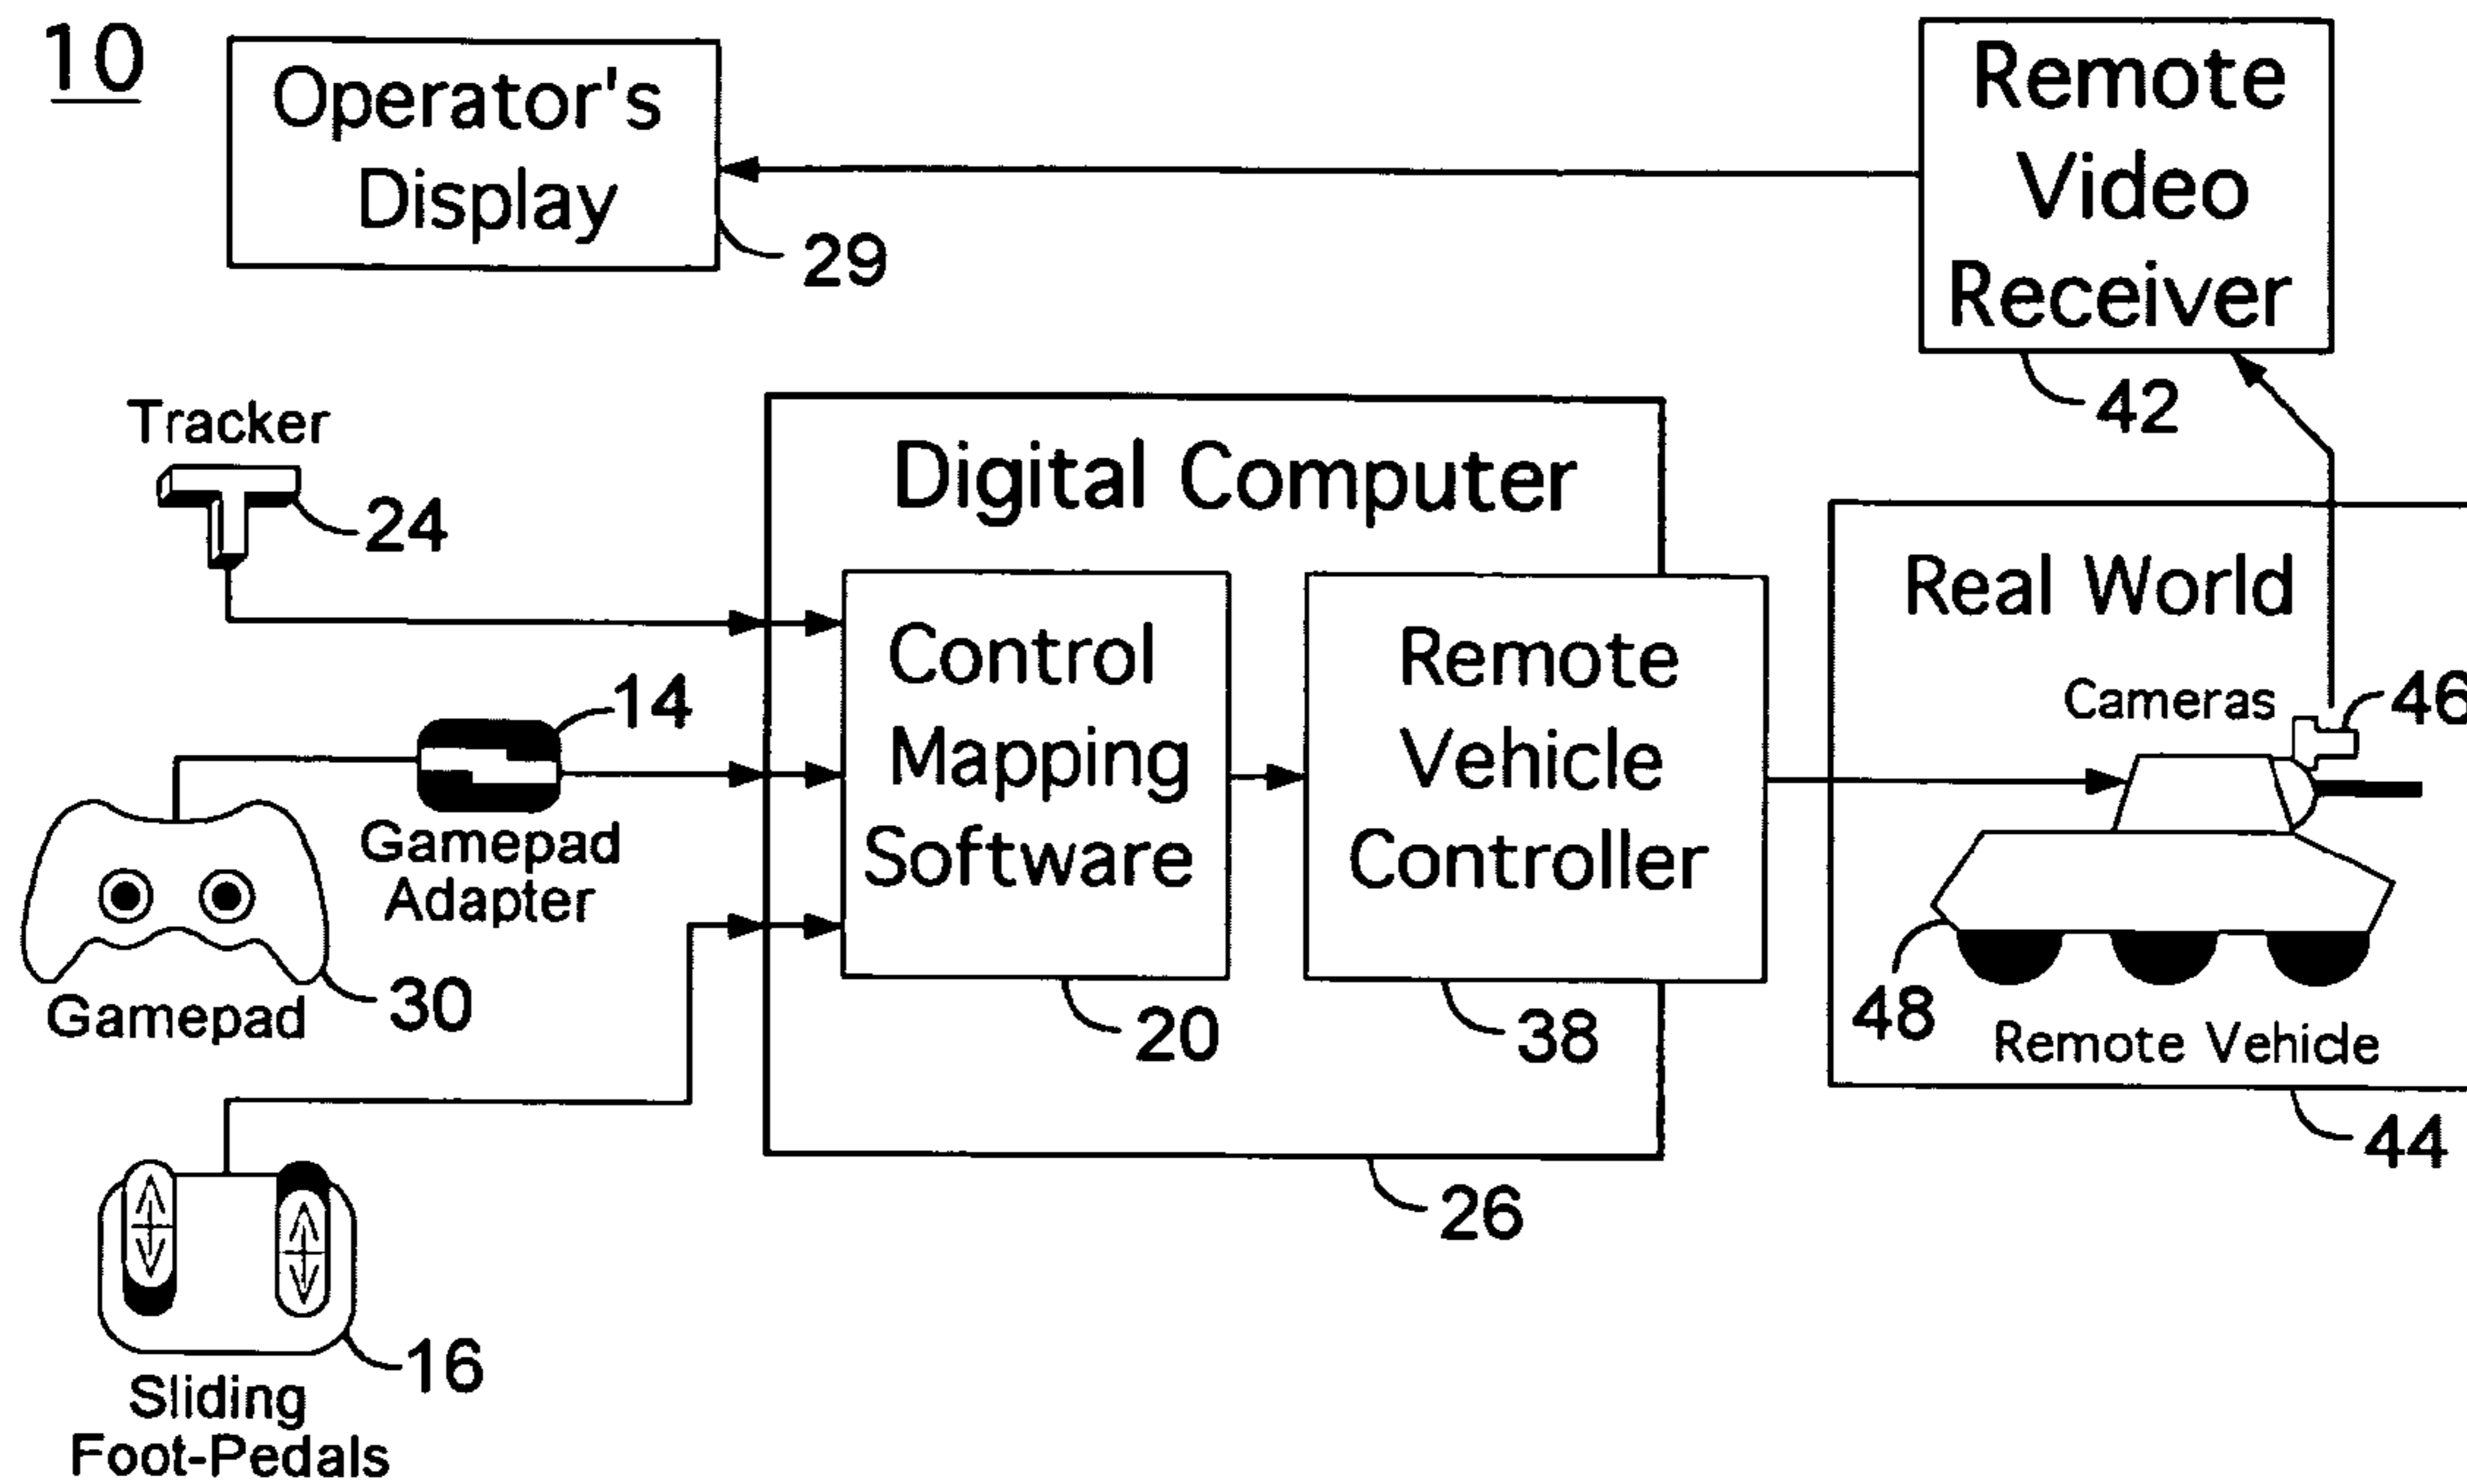 10
Operator's
Display
29
Remote
Video
Receiver
42
Tracker
24
Digital Computer
Control
Mapping
Software
20
Remote
Vehicle
Controller
38
26
Real World
Cameras
46
48
Remote Vehicle
44
14
Gamepad
Adapter
30
Gamepad
16
Sliding
Foot-Pedals